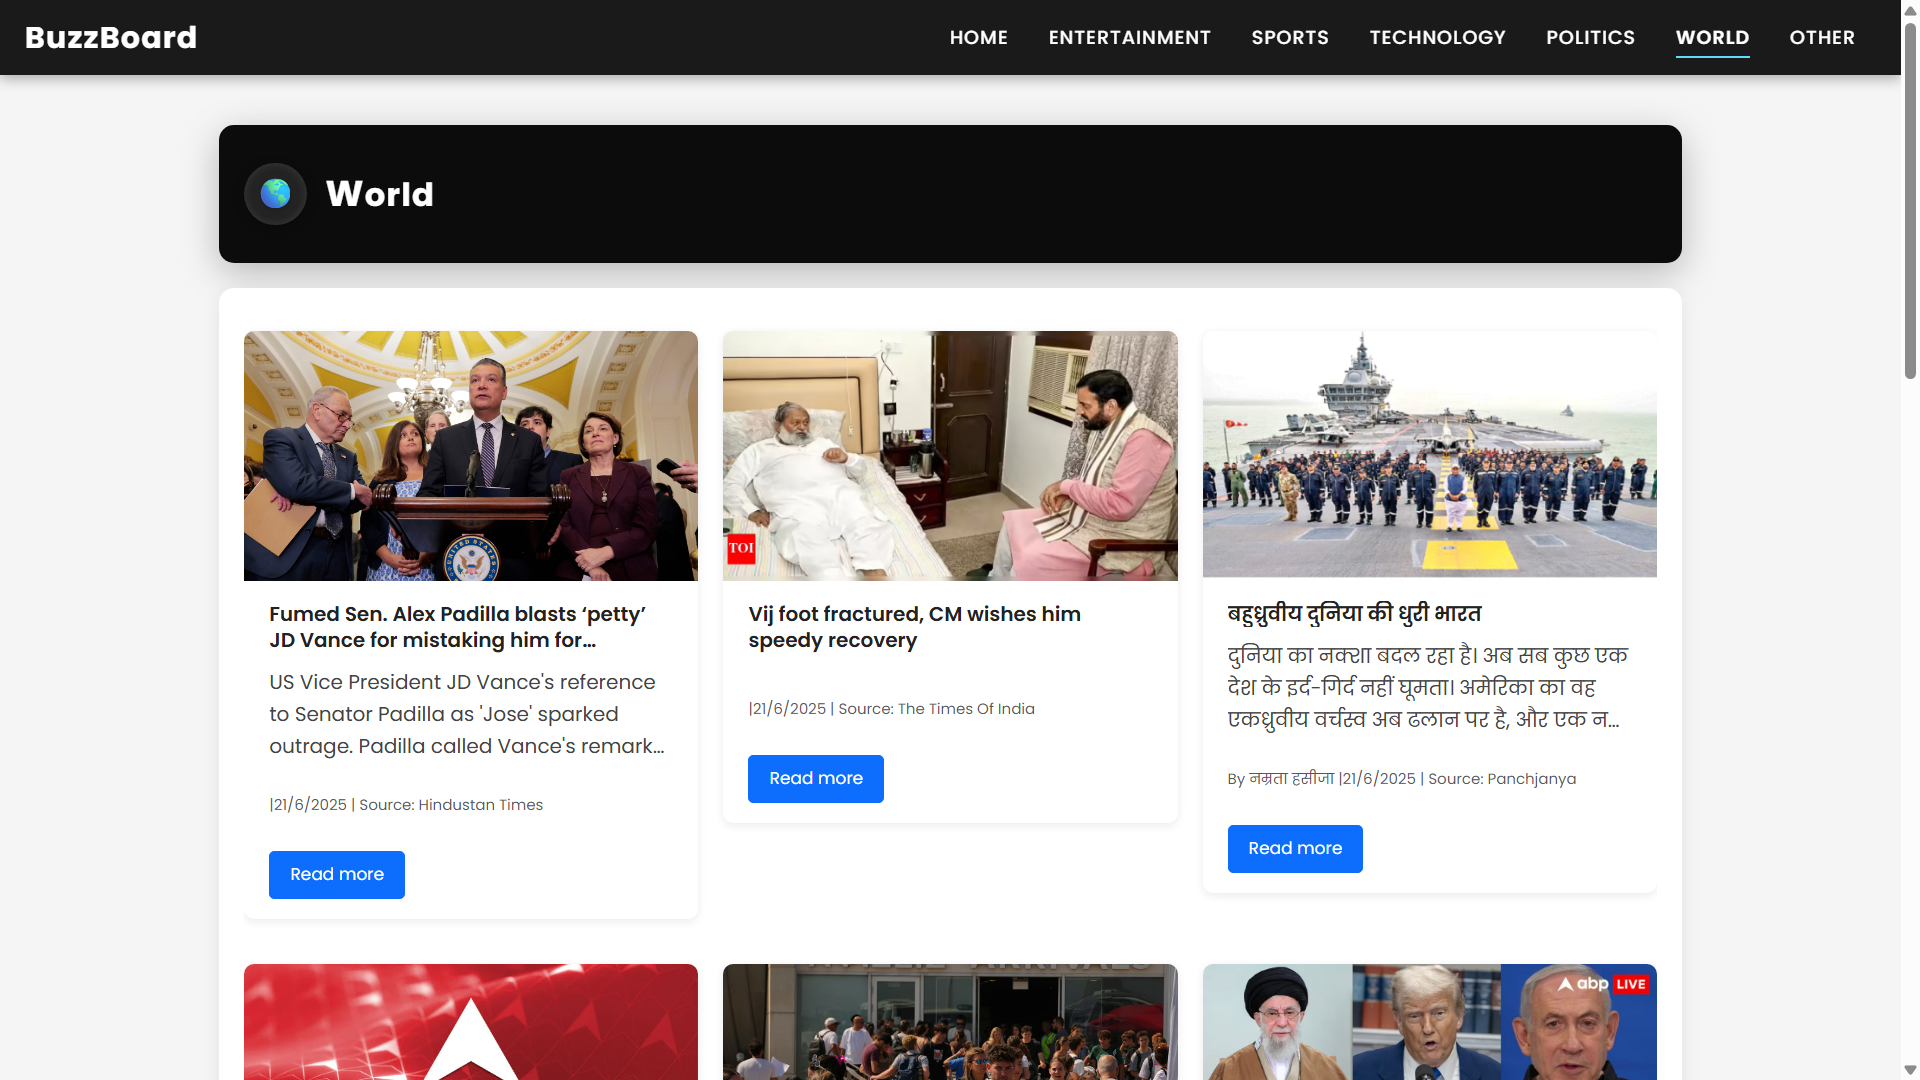 BuzzBoard
HOME ENTERTAINMENT SPORTS TECHNOLOGY POLITICS WORLD OTHER
World
Fumed Sen. Alex Padilla blasts ‘petty’
JD Vance for mistaking him for...
US Vice President JD Vance's reference
to Senator Padilla as 'Jose' sparked
outrage. Padilla called Vance's remark...
|21/6/2025 | Source: Hindustan Times
Read more
TOI
Vij foot fractured, CM wishes him
speedy recovery
|21/6/2025 | Source: The Times Of India
Read more
बहुध्रुवीय दुनिया की धुरी भारत
दुनिया का नक्शा बदल रहा है। अब सब कुछ एक
देश के इर्द-गिर्द नहीं घूमता। अमेरिका का वह
एकध्रुवीय वर्चस्व अब ढलान पर है, और एक न...
By नम्रता हसीजा |21/6/2025 | Source: Panchjanya
Read more
abp LIVE